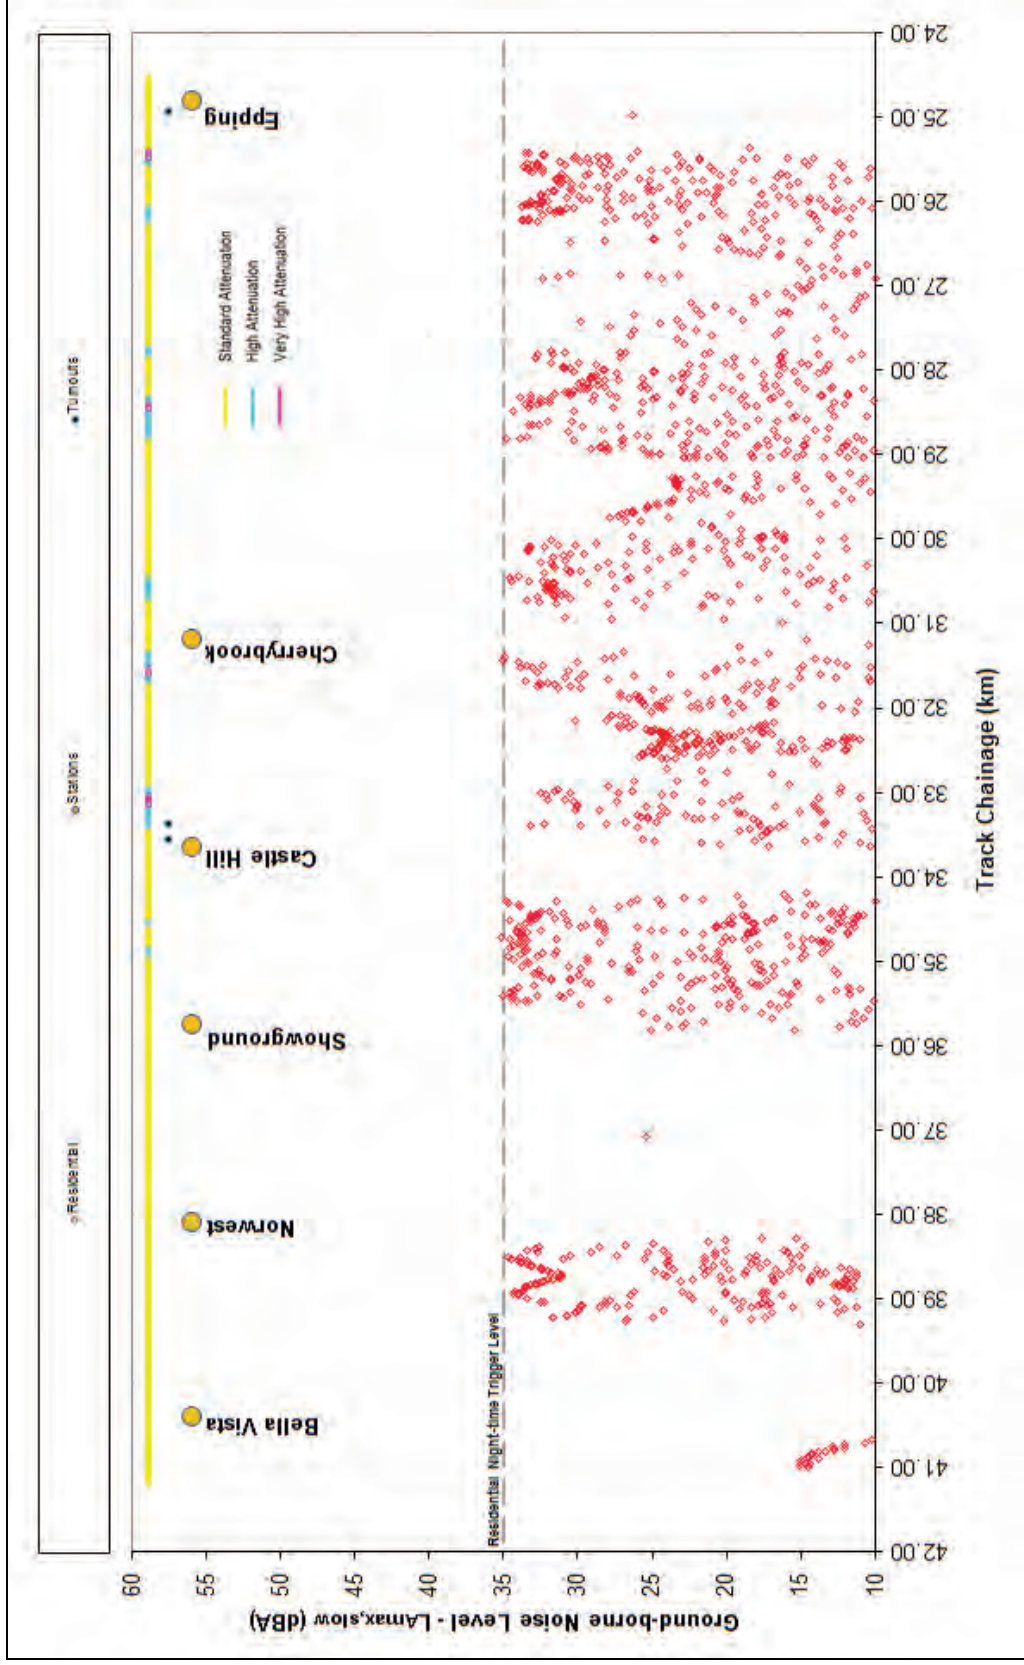 Residential
Stations
Turnouts
Standard Attenuation
High Attenuation
Very High Attenuation
Bella Vista
Norwest
Showground
Castle Hill
Cherrybrook
Epping
Residential Night-time Trigger Level
Ground-borne Noise Level - LAmax,slow (dBA)
60
55
50
45
40
35
30
25
20
15
10
42.00
41.00
40.00
39.00
38.00
37.00
36.00
35.00
34.00
33.00
32.00
31.00
30.00
29.00
28.00
27.00
26.00
25.00
24.00
Track Chainage (km)